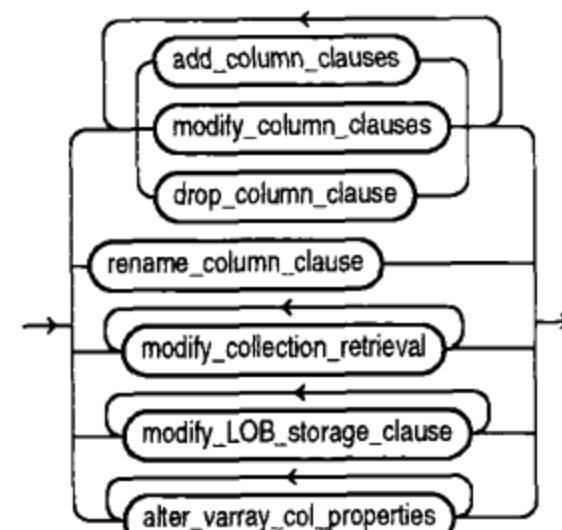 add_column_clauses
modify_column_clauses
drop_column_clause
rename_column_clause
modify_collection_retrieval
modify_LOB_storage_clause
alter_varray_col_properties